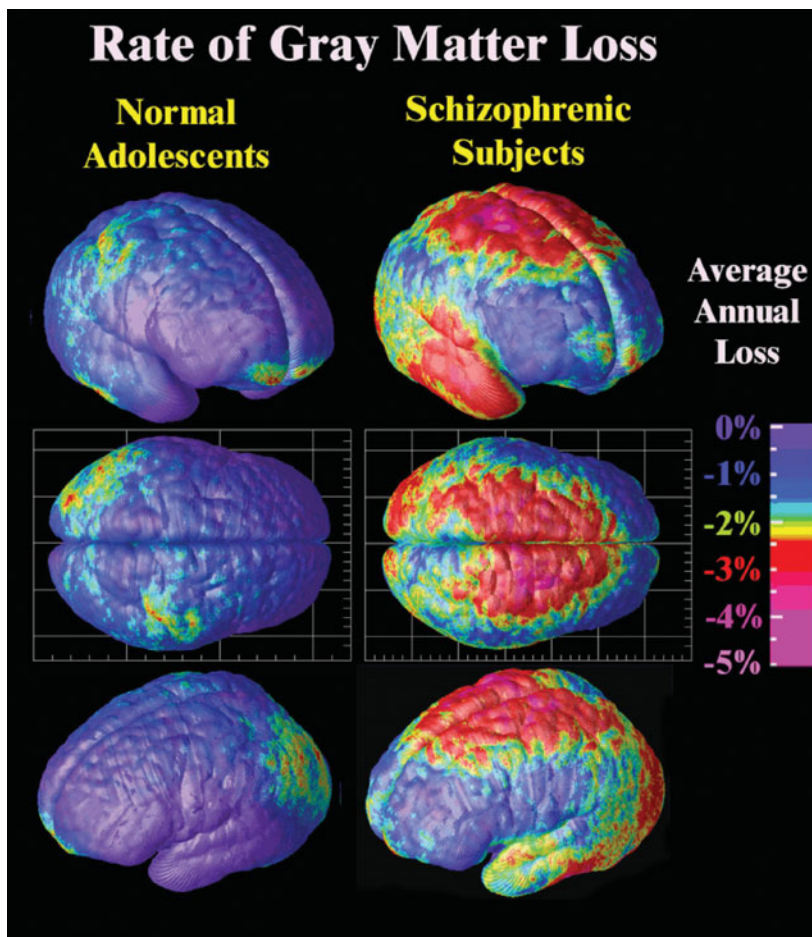 Rate of Gray Matter Loss
Normal
Adolescents
Schizophrenic
Subjects
Average
Annual
Loss
0%
-1%
-2%
-3%
-4%
-5%